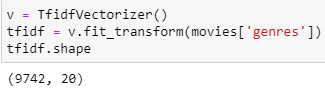 v = TfidfVectorizer()
tfidf = v.fit_transform(movies['genres'])
tfidf.shape
(9742, 20)